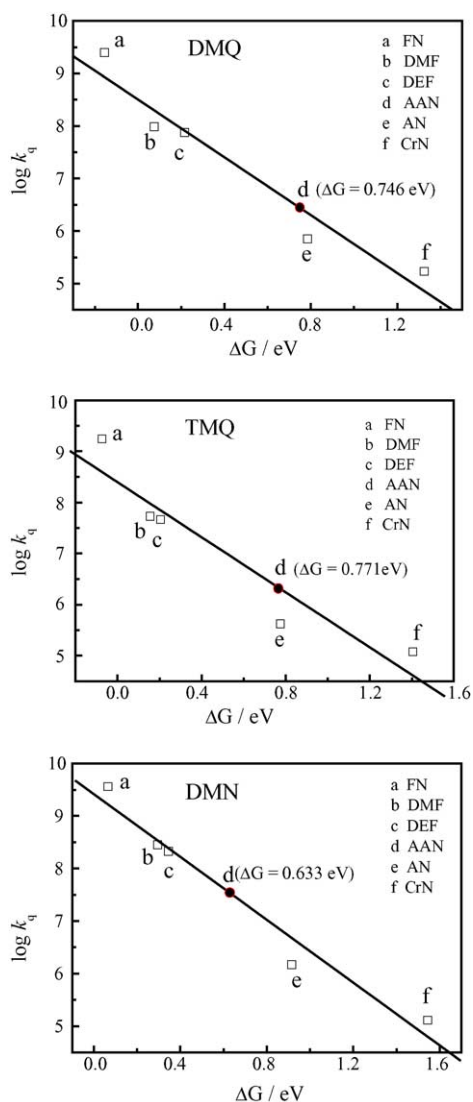 DMQ
10
9
8
7
6
5
log kq
a
b
c
d (ΔG = 0.746 eV)
e
f
a FN
b DMF
c DEF
d AAN
e AN
f CrN
0.0 0.4 0.8 1.2
ΔG / eV
TMQ
10
9
8
7
6
5
log kq
a
b
c
d (ΔG = 0.771eV)
e
f
a FN
b DMF
c DEF
d AAN
e AN
f CrN
0.0 0.4 0.8 1.2 1.6
ΔG / eV
DMN
10
9
8
7
6
5
log kq
a
b
c
d(ΔG = 0.633 eV)
e
f
a FN
b DMF
c DEF
d AAN
e AN
f CrN
0.0 0.4 0.8 1.2 1.6
ΔG / eV